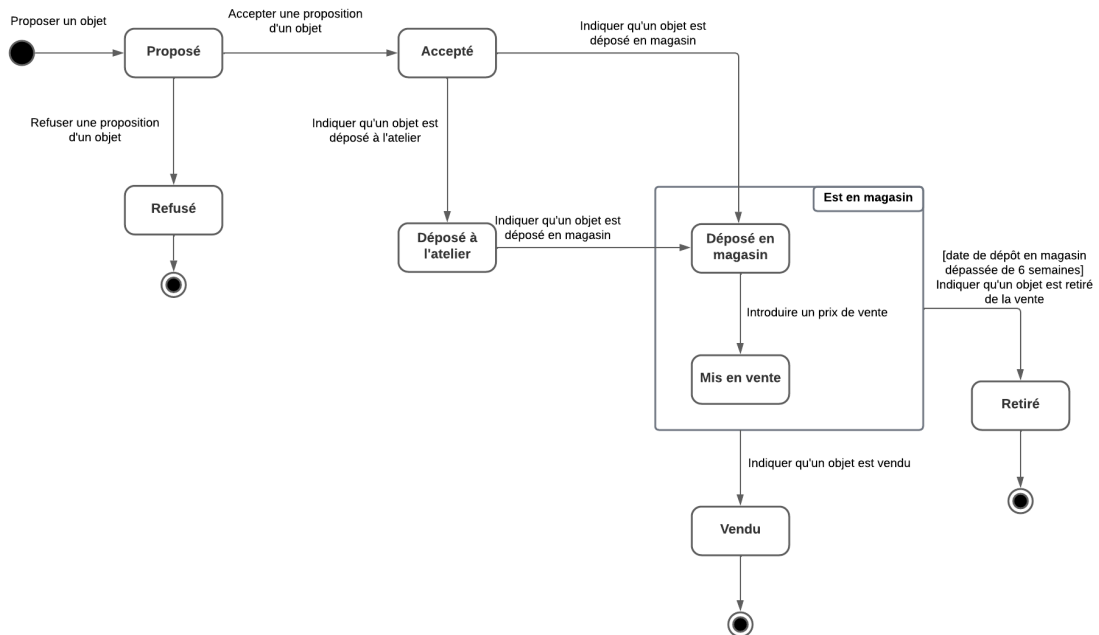 Proposer un objet
Accepter une proposition
d'un objet
Indiquer qu'un objet est
déposé en magasin
Proposé
Accepté
Refuser une proposition
d'un objet
Indiquer qu'un objet est
déposé à l'atelier
Refusé
Est en magasin
Déposé à
l'atelier
Indiquer qu'un objet est
déposé en magasin
Déposé en
magasin
[date de dépôt en magasin
dépassée de 6 semaines]
Indiquer qu'un objet est retiré
de la vente
Introduire un prix de vente
Mis en vente
Retiré
Indiquer qu'un objet est vendu
Vendu